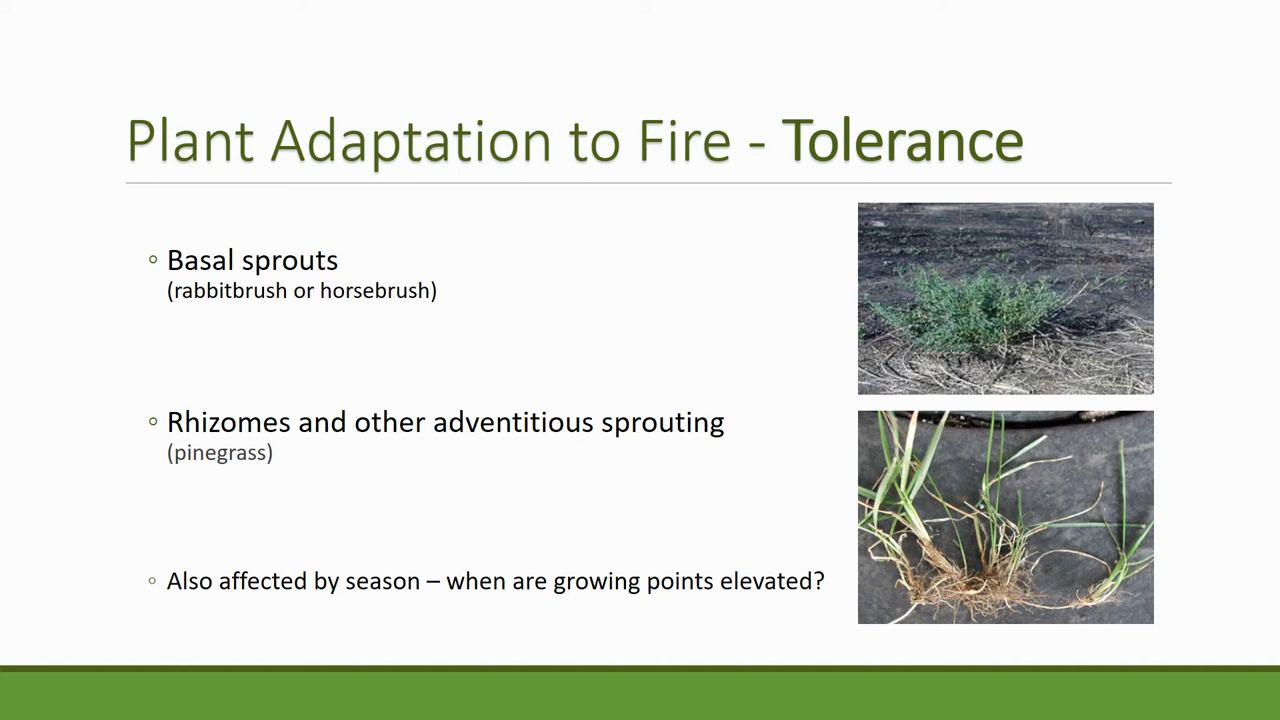 Plant Adaptation to Fire - Tolerance
◦ Basal sprouts
(rabbitbrush or horsebrush)
◦ Rhizomes and other adventitious sprouting
(pinegrass)
◦ Also affected by season – when are growing points elevated?